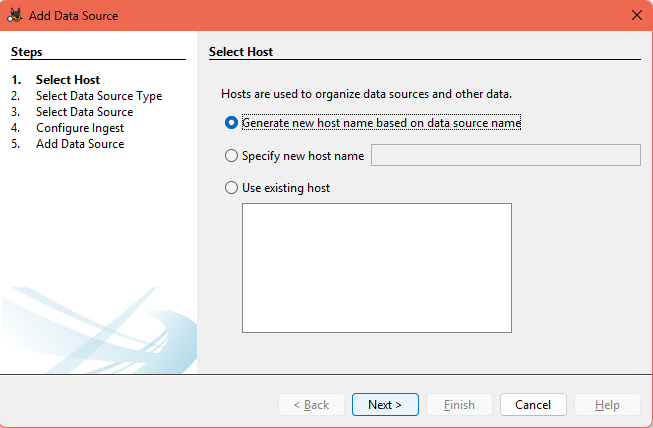 Add Data Source
Steps
1. Select Host
2. Select Data Source Type
3. Select Data Source
4. Configure Ingest
5. Add Data Source
Select Host
Hosts are used to organize data sources and other data.
Generate new host name based on data source name
Specify new host name
Use existing host
< Back
Next >
Finish
Cancel
Help